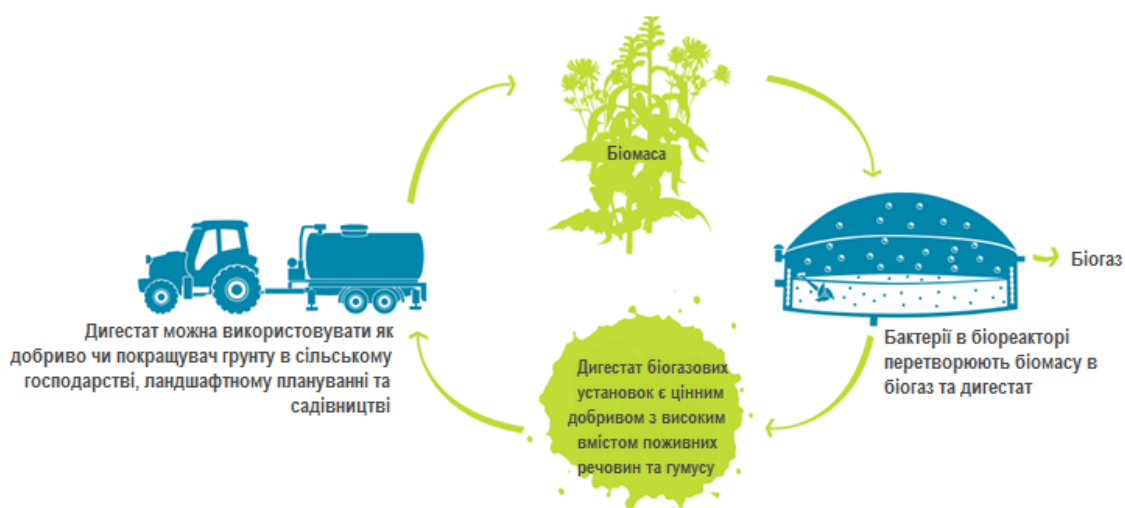 Біомаса
Біогаз
Бактерії в біореакторі
перетворюють біомасу в
біогаз та дигестат
Дигестат біогазових
установок є цінним
добривом з високим
вмістом поживних
речовин та гумусу
Дигестат можна використовувати як
добриво чи покращувач грунту в сільському
господарстві, ландшафтному плануванні та
садівництві